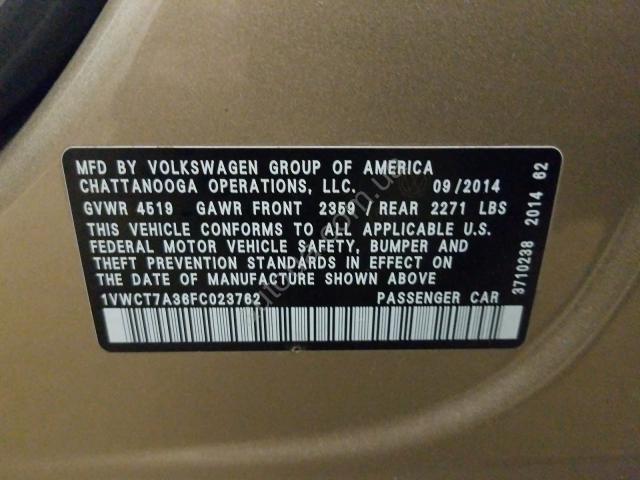 MFD BY VOLKSWAGEN GROUP OF AMERICA
CHATTANOOGA OPERATIONS, LLC. 09/2014
GVWR 4519 GAWR FRONT 2359 / REAR 2271 LBS
THIS VEHICLE CONFORMS TO ALL APPLICABLE U.S.
FEDERAL MOTOR VEHICLE SAFETY, BUMPER AND
THEFT PREVENTION STANDARDS IN EFFECT ON
THE DATE OF MANUFACTURE SHOWN ABOVE
1VWCT7A36FC023762 PASSENGER CAR
3710238 2014 62